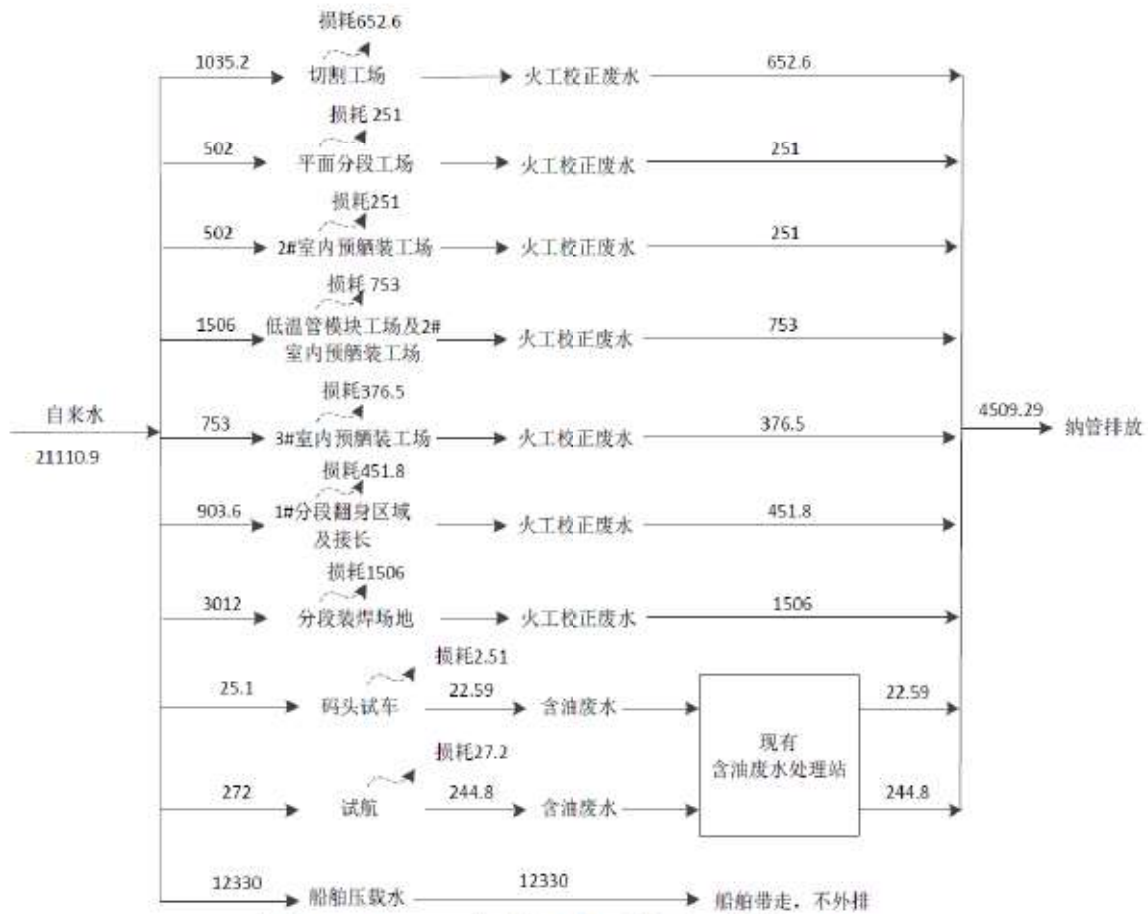 损耗652.6
1035.2 切割工场 火工校正废水 652.6
损耗 251
502 平面分段工场 火工校正废水 251
损耗251
502 2#室内预舾装工场 火工校正废水 251
损耗 753
1506 低温管模块工场及2# 火工校正废水 753
室内预舾装工场
损耗376.5
自来水 753 3#室内预舾装工场 火工校正废水 376.5 4509.29 纳管排放
21110.9
损耗451.8
903.6 1#分段翻身区域 火工校正废水 451.8
及接长
损耗1506
3012 分段装焊场地 火工校正废水 1506
损耗2.51
25.1 码头试车 22.59 含油废水 22.59
现有
含油废水处理站
损耗27.2
272 试航 244.8 含油废水 244.8
12330 船舶压载水 12330 船舶带走，不外排